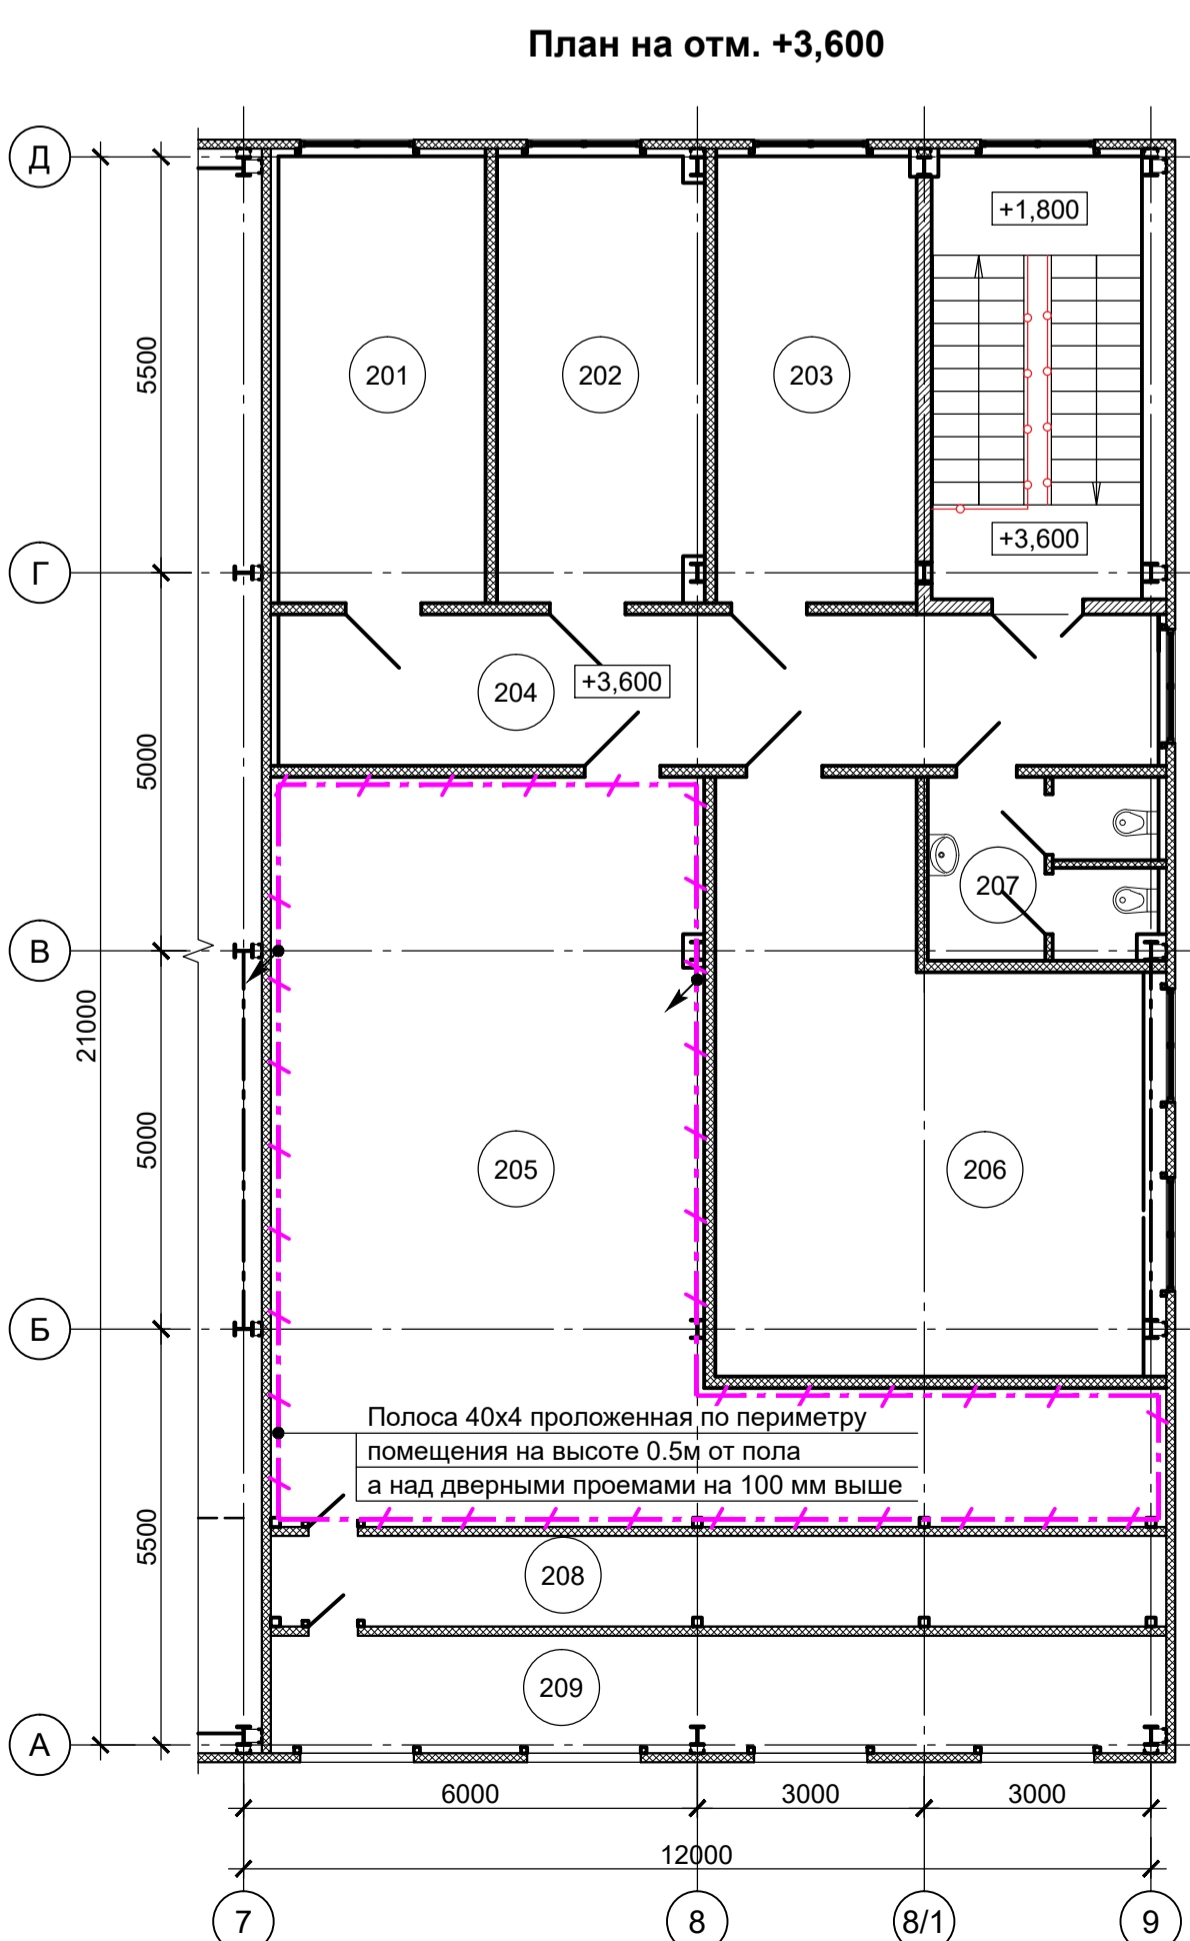 План на отм. +3,600
Д
+1,800
5500
201
202
203
+3,600
Г
204
+3,600
5000
207
В
21000
5000
205
206
Б
Полоса 40х4 проложенная по периметру
помещения на высоте 0.5м от пола
а над дверными проемами на 100 мм выше
5500
208
209
А
6000
3000
3000
12000
7
8
8/1
9